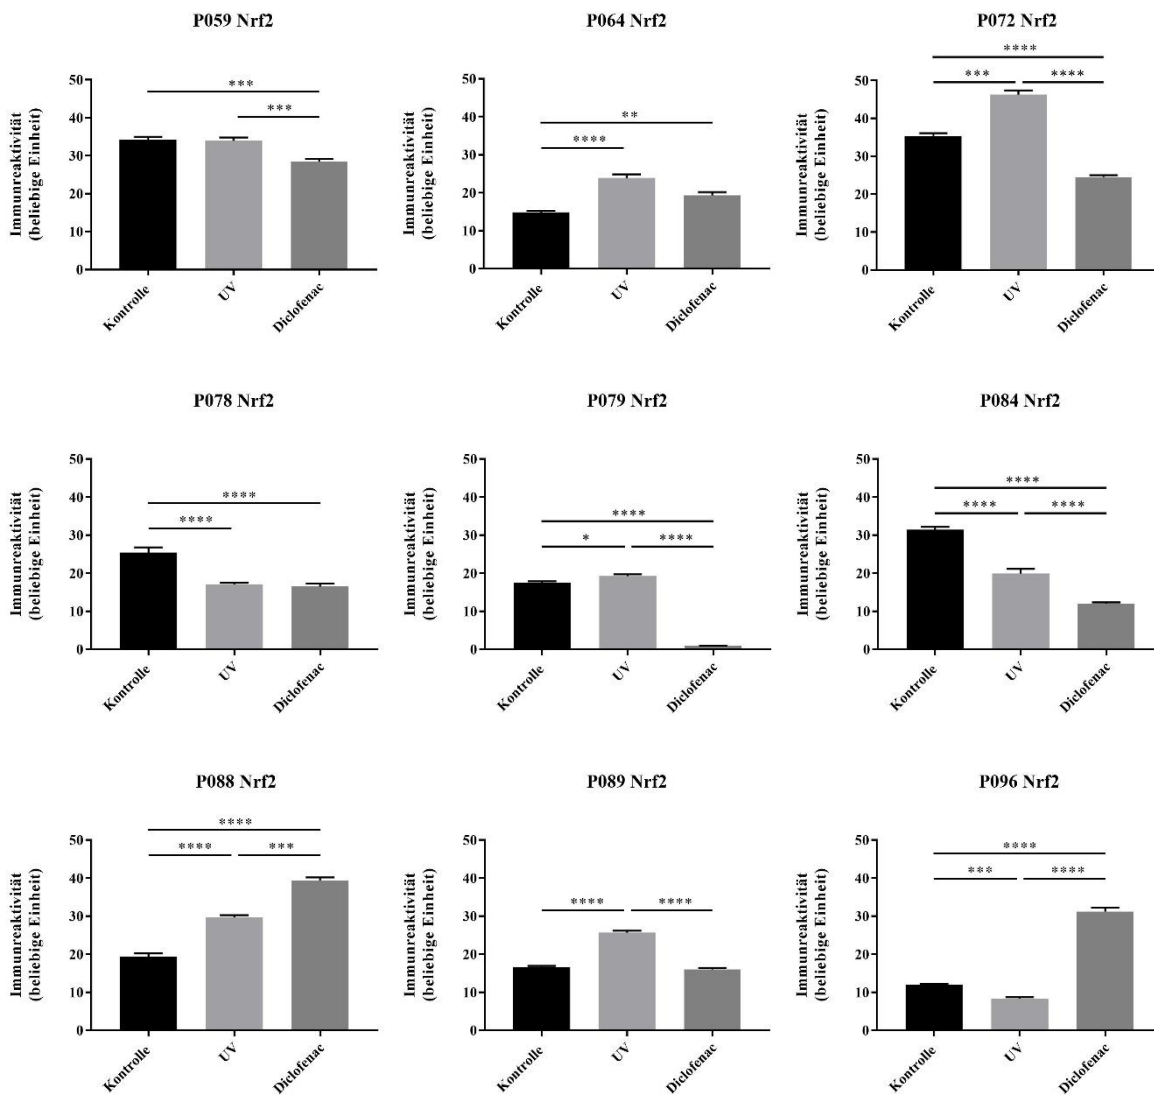 P059 Nrf2
Immunreaktivität
(beliebige Einheit)
50
40
30
20
10
0
***
***
Kontrolle
UV
Diclofenac
P064 Nrf2
Immunreaktivität
(beliebige Einheit)
50
40
30
20
10
0
**
****
Kontrolle
UV
Diclofenac
P072 Nrf2
Immunreaktivität
(beliebige Einheit)
50
40
30
20
10
0
****
*** ****
Kontrolle
UV
Diclofenac
P078 Nrf2
Immunreaktivität
(beliebige Einheit)
50
40
30
20
10
0
****
****
Kontrolle
UV
Diclofenac
P079 Nrf2
Immunreaktivität
(beliebige Einheit)
50
40
30
20
10
0
****
* ****
Kontrolle
UV
Diclofenac
P084 Nrf2
Immunreaktivität
(beliebige Einheit)
50
40
30
20
10
0
****
**** ****
Kontrolle
UV
Diclofenac
P088 Nrf2
Immunreaktivität
(beliebige Einheit)
50
40
30
20
10
0
****
**** ***
Kontrolle
UV
Diclofenac
P089 Nrf2
Immunreaktivität
(beliebige Einheit)
50
40
30
20
10
0
**** ****
Kontrolle
UV
Diclofenac
P096 Nrf2
Immunreaktivität
(beliebige Einheit)
50
40
30
20
10
0
****
*** ****
Kontrolle
UV
Diclofenac